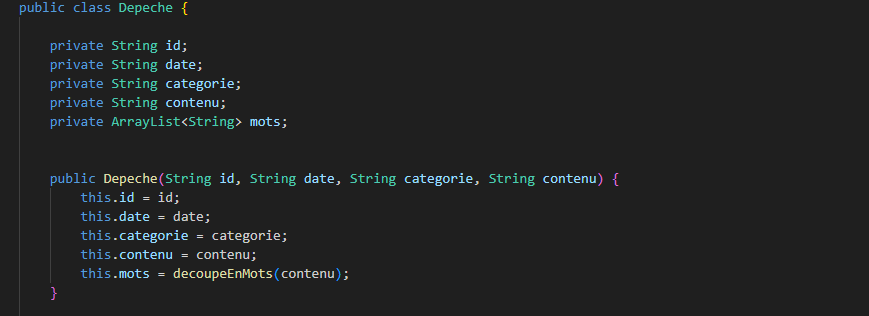 public class Depeche {
private String id;
private String date;
private String categorie;
private String contenu;
private ArrayList<String> mots;
public Depeche(String id, String date, String categorie, String contenu) {
this.id = id;
this.date = date;
this.categorie = categorie;
this.contenu = contenu;
this.mots = decoupeEnMots(contenu);
}